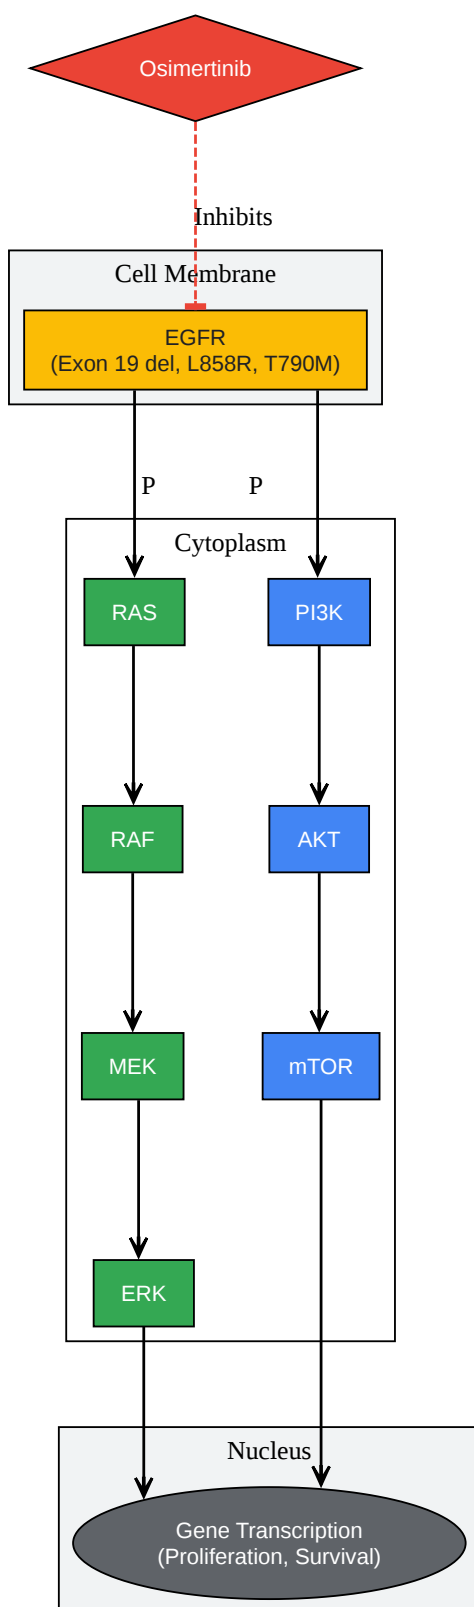 Osimertinib
Inhibits
Cell Membrane
EGFR
(Exon 19 del, L858R, T790M)
P
P
Cytoplasm
RAS
PI3K
RAF
AKT
MEK
mTOR
ERK
Nucleus
Gene Transcription
(Proliferation, Survival)